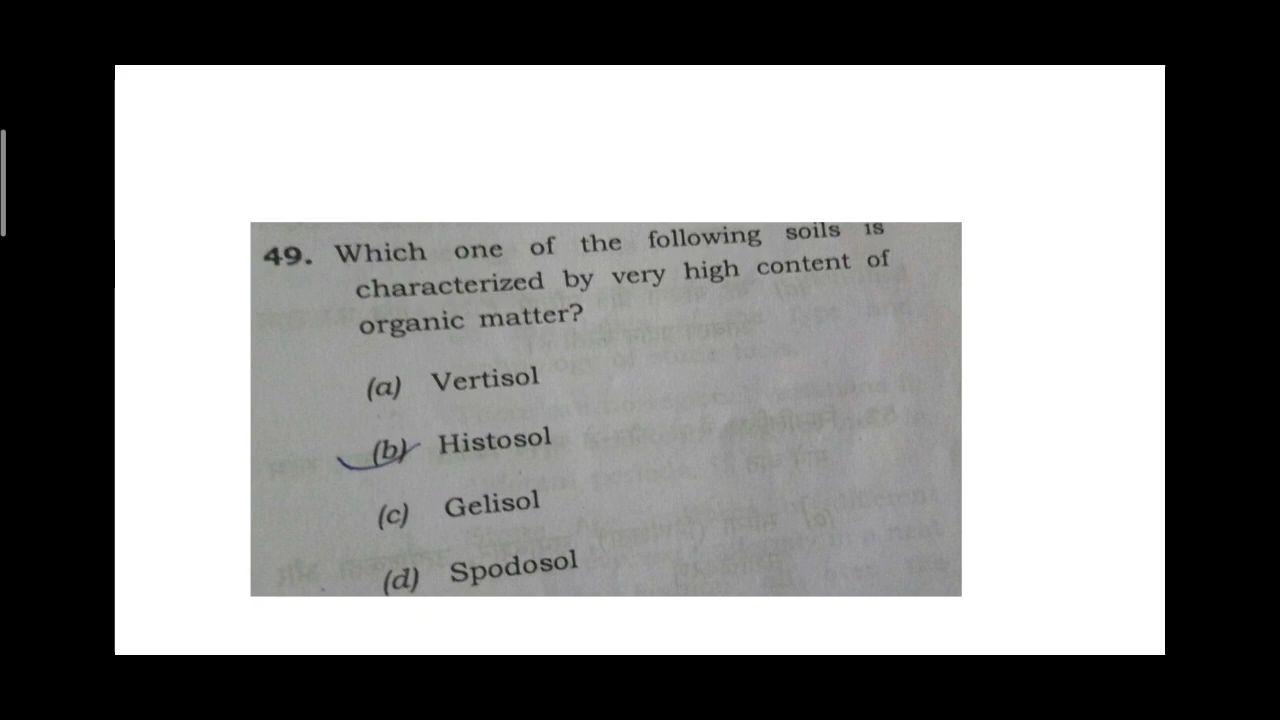 49. Which one of the following soils is
characterized by very high content of
organic matter?
(a) Vertisol
(b) Histosol
(c) Gelisol
(d) Spodosol